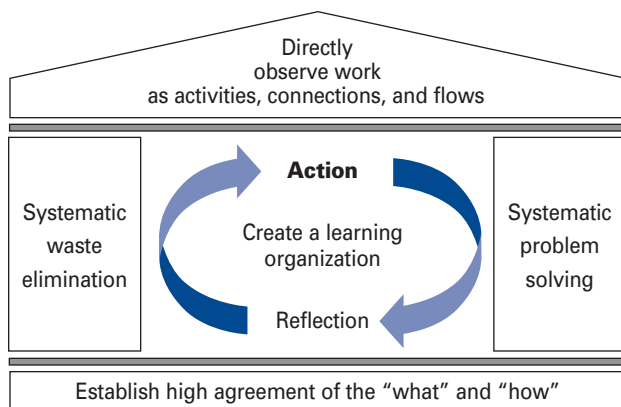 Directly
observe work
as activities, connections, and flows
Systematic
waste
elimination
Action
Create a learning
organization
Reflection
Systematic
problem
solving
Establish high agreement of the “what” and “how”